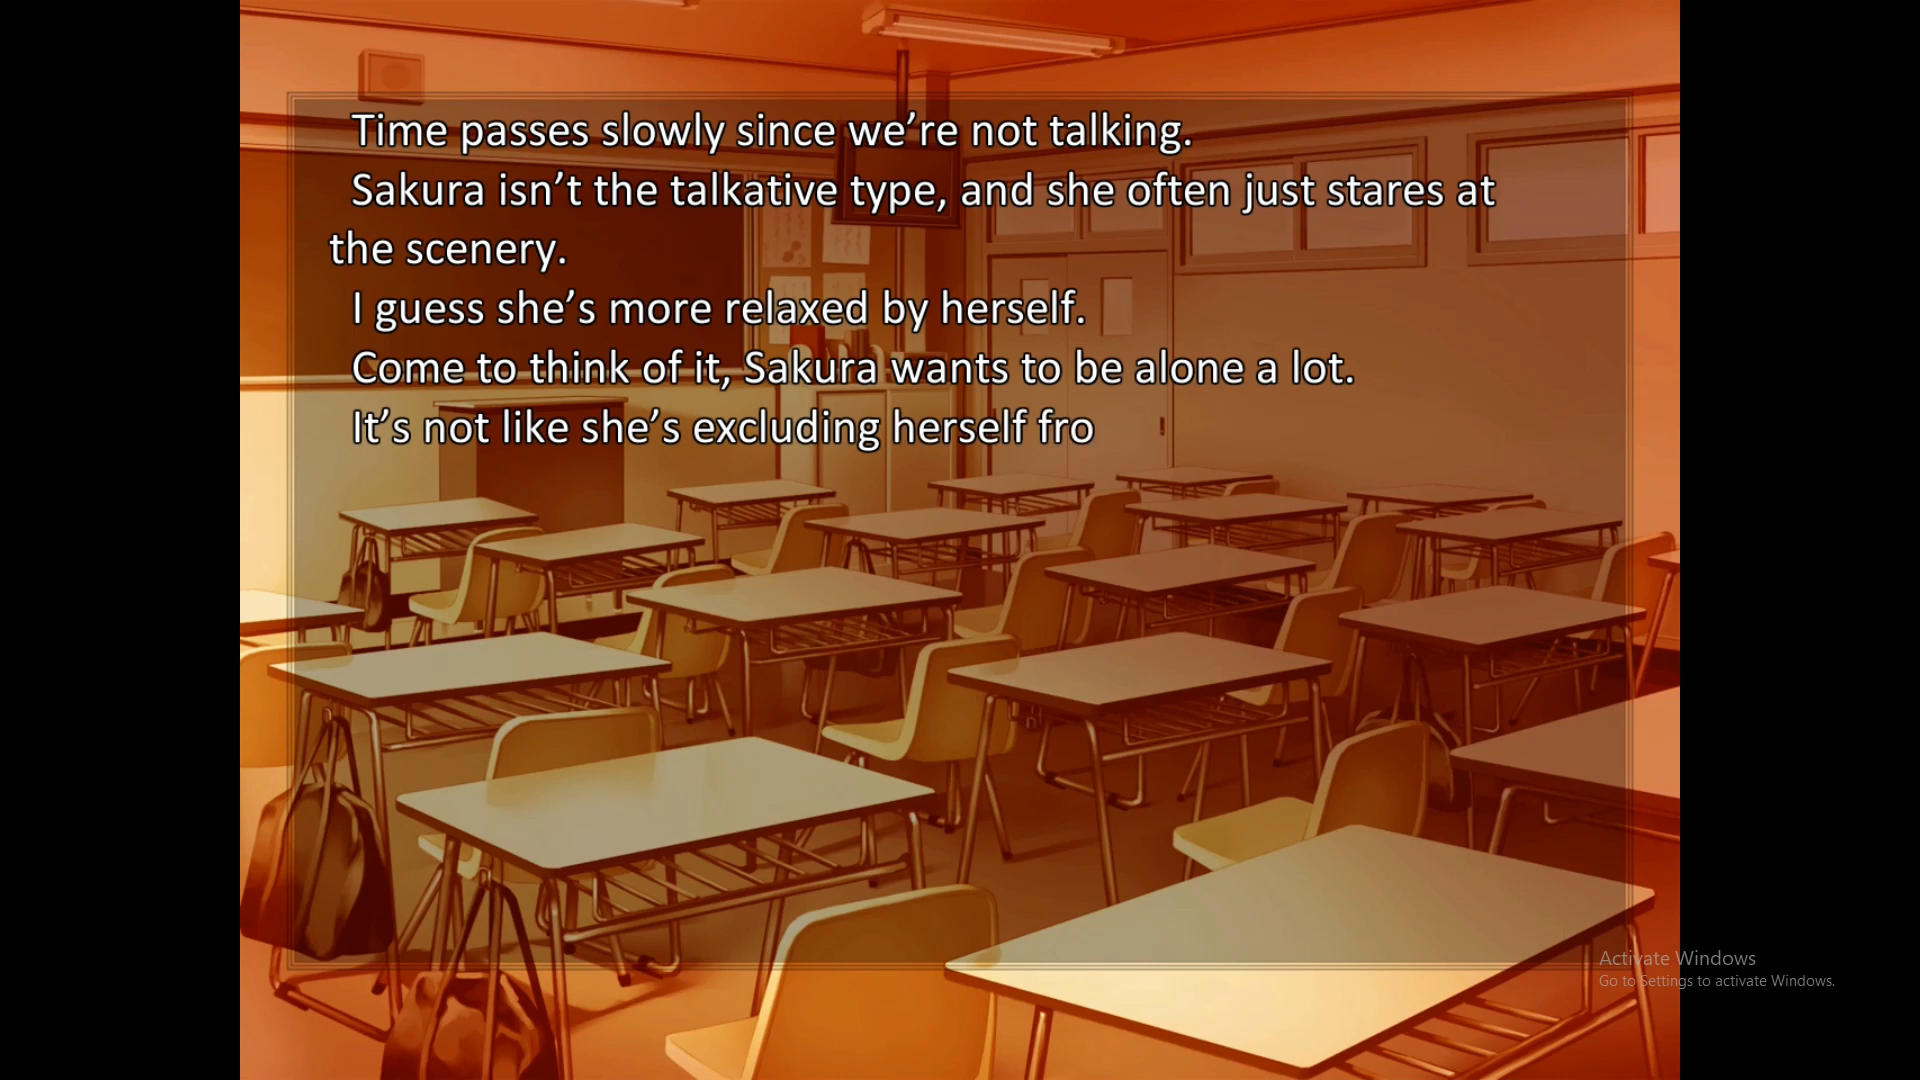 Time passes slowly since we’re not talking.
Sakura isn’t the talkative type, and she often just stares at
the scenery.
I guess she’s more relaxed by herself.
Come to think of it, Sakura wants to be alone a lot.
It’s not like she’s excluding herself fro
Activate Windows
Go to Settings to activate Windows.